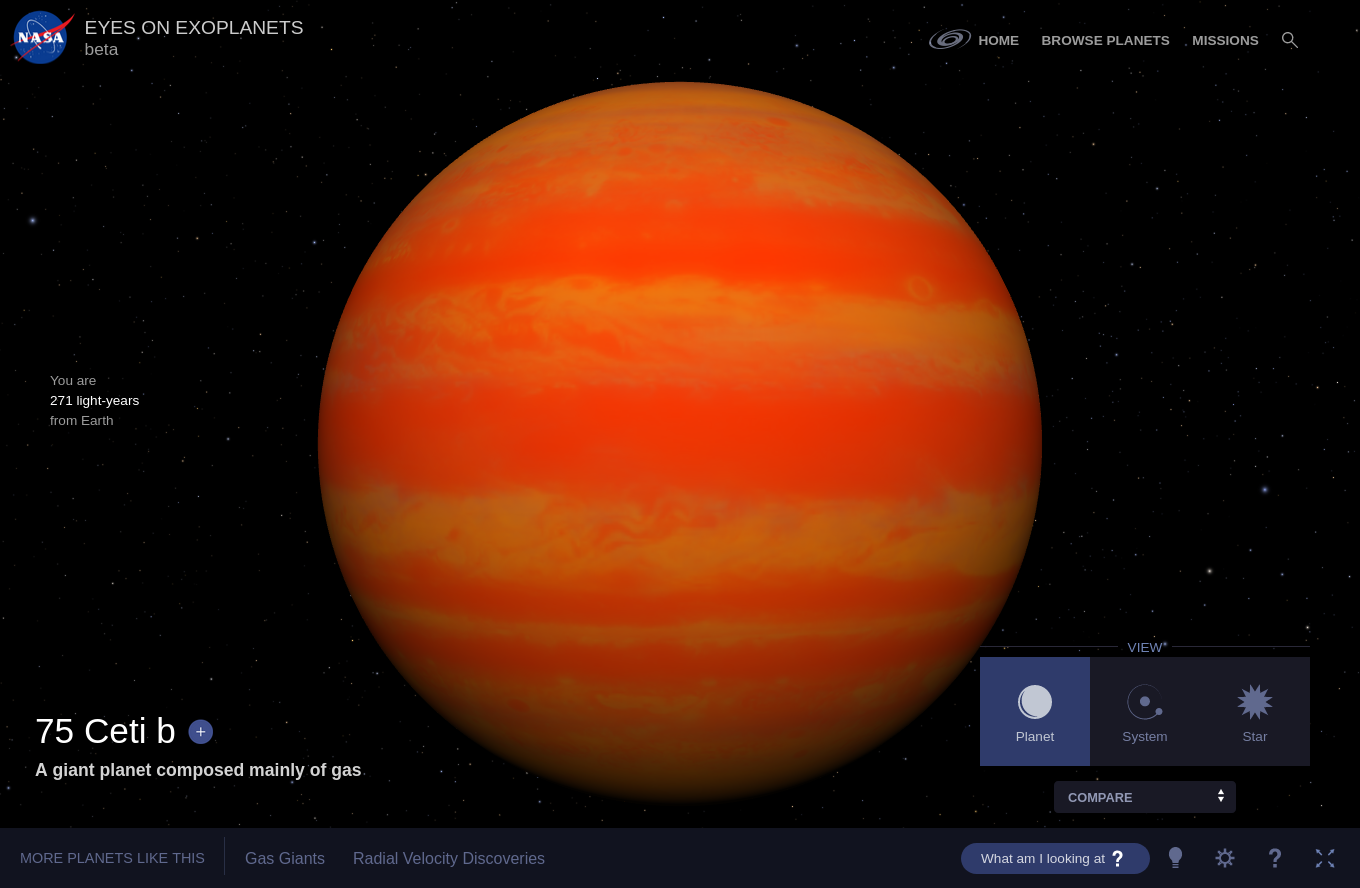 NASA
EYES ON EXOPLANETS
beta
HOME
BROWSE PLANETS
MISSIONS
You are
271 light-years
from Earth
75 Ceti b +
A giant planet composed mainly of gas
VIEW
Planet
System
Star
COMPARE
MORE PLANETS LIKE THIS
Gas Giants
Radial Velocity Discoveries
What am I looking at ?
?